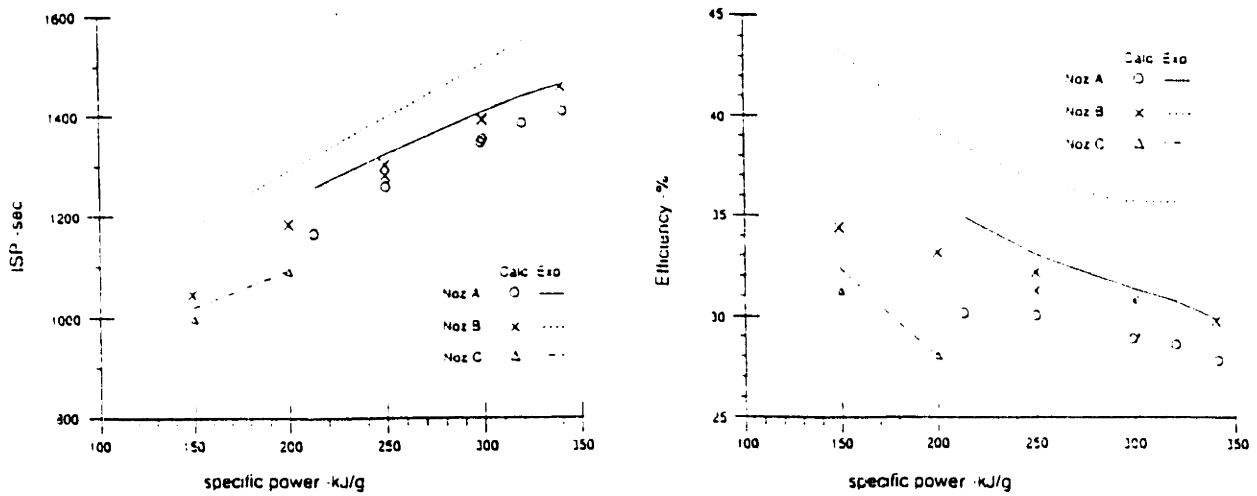 1600
1400
1200
1000
800
ISP -sec
100 150 200 250 300 350
specific power -kJ/g
Calc Exp
Noz A
Noz B
Noz C
45
40
35
30
25
Efficiency -%
100 150 200 250 300 350
specific power -kJ/g
Calc Exp
Noz A
Noz B
Noz C